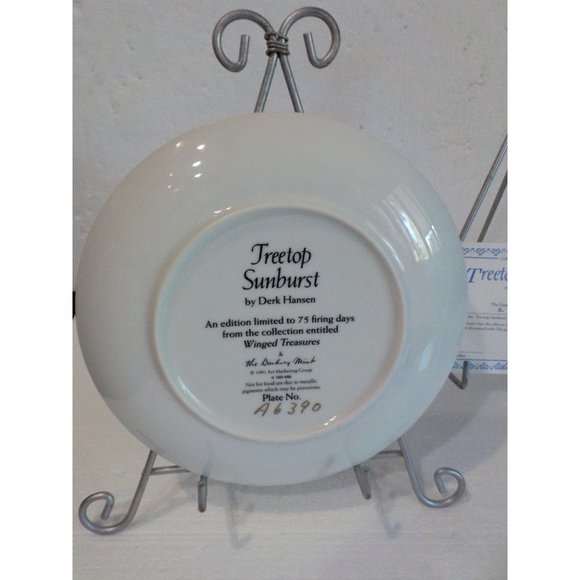 Treetop
Sunburst
by Derk Hansen
An edition limited to 75 firing days
from the collection entitled
Winged Treasures
&
the Danbury Mint
Not for food use due to metallic
pigments, which may be poisonous.
Plate No.
A6390
Treeto